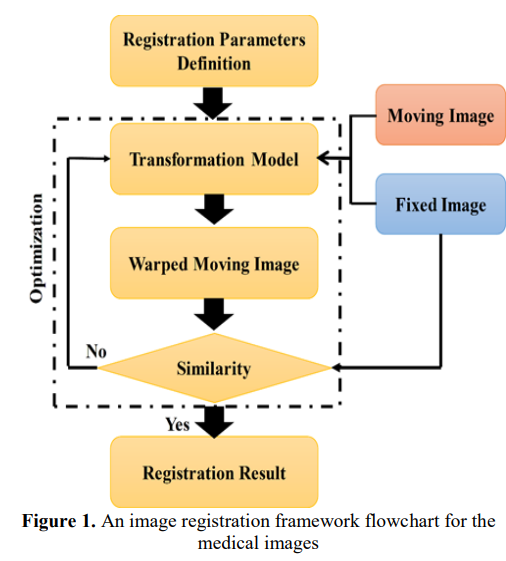 Registration Parameters
Definition
Moving Image
Transformation Model
Fixed Image
Optimization
Warped Moving Image
No
Similarity
Yes
Registration Result
Figure 1. An image registration framework flowchart for the
medical images